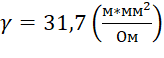 γ = 31,7 (м*мм²/Ом)